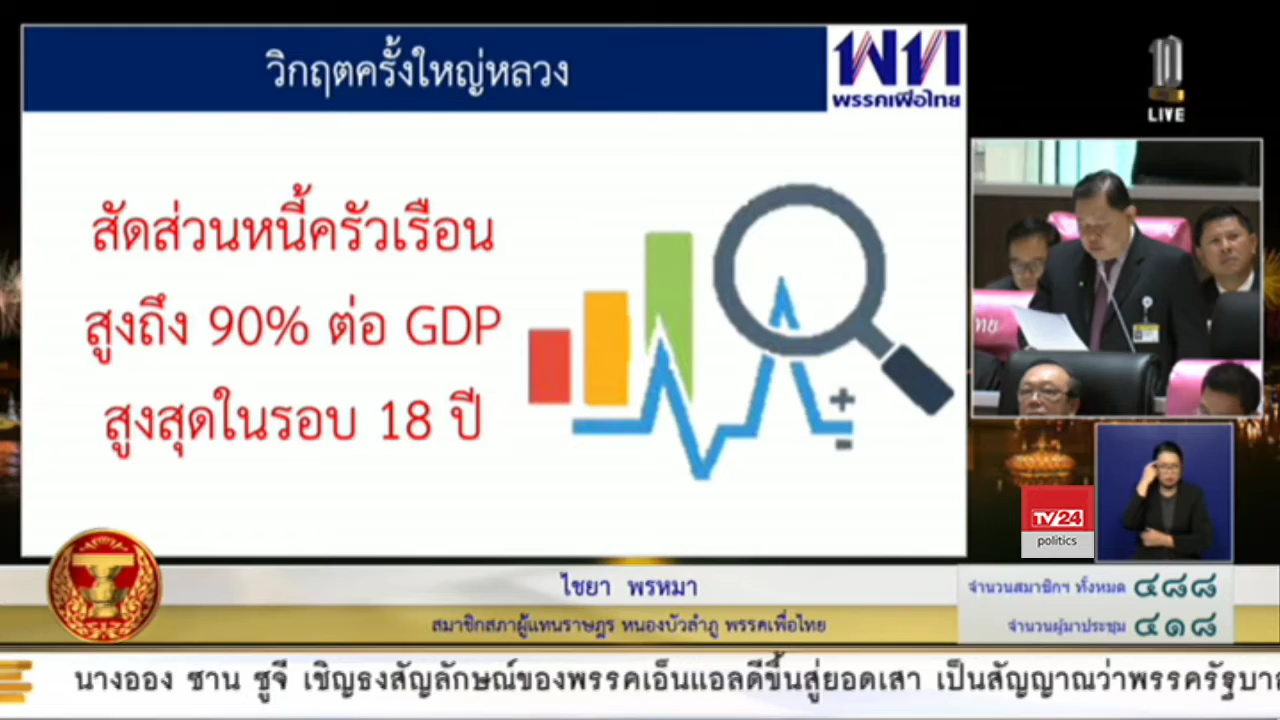 วิกฤตครั้งใหญ่หลวง
พท
พรรคเพื่อไทย
สัดส่วนหนี้ครัวเรือน
สูงถึง 90% ต่อ GDP
สูงสุดในรอบ 18 ปี
10
LIVE
ไทย
TV24
politics
ไชยา พรหมา
สมาชิกสภาผู้แทนราษฎร หนองบัวลำภู พรรคเพื่อไทย
จำนวนสมาชิกฯ ทั้งหมด ๔๘๘
จำนวนผู้มาประชุม ๔๑๘
นางออง ซาน ซูจี เชิญธงสัญลักษณ์ของพรรคเอ็นแอลดีขึ้นสู่ยอดเสา เป็นสัญญาณว่าพรรครัฐบาล